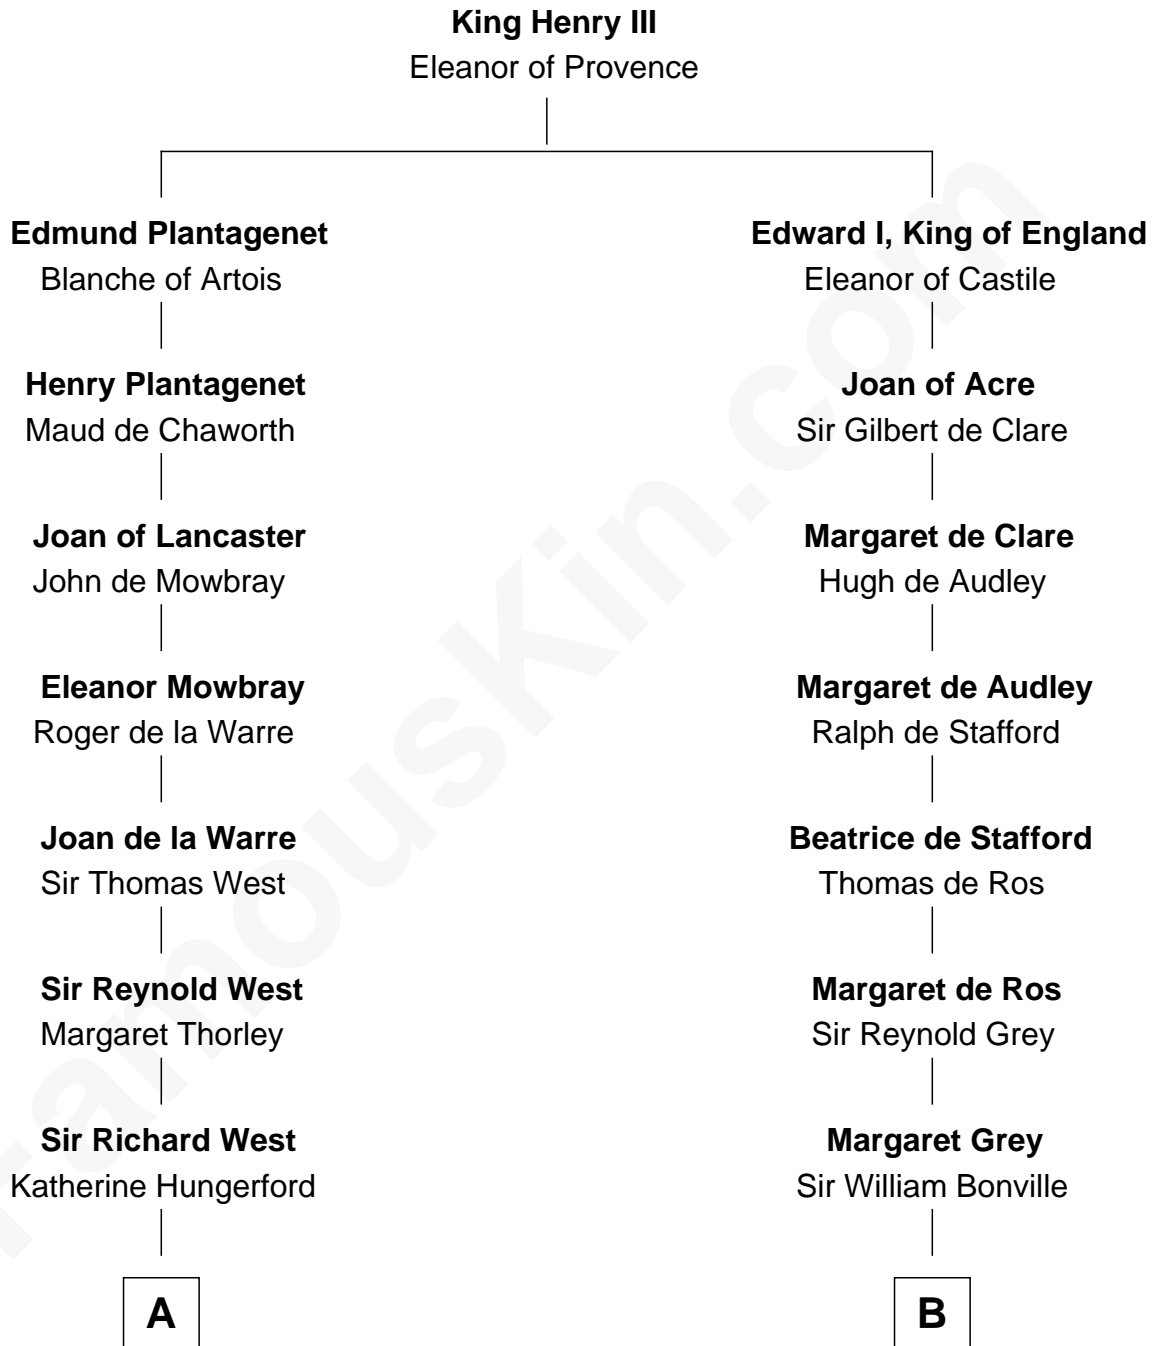 King Henry III
Eleanor of Provence
Edmund Plantagenet
Blanche of Artois
Edward I, King of England
Eleanor of Castile
Henry Plantagenet
Maud de Chaworth
Joan of Acre
Sir Gilbert de Clare
Joan of Lancaster
John de Mowbray
Margaret de Clare
Hugh de Audley
Eleanor Mowbray
Roger de la Warre
Margaret de Audley
Ralph de Stafford
Joan de la Warre
Sir Thomas West
Beatrice de Stafford
Thomas de Ros
Sir Reynold West
Margaret Thorley
Margaret de Ros
Sir Reynold Grey
Sir Richard West
Katherine Hungerford
Margaret Grey
Sir William Bonville
A
B
FamousKin.com